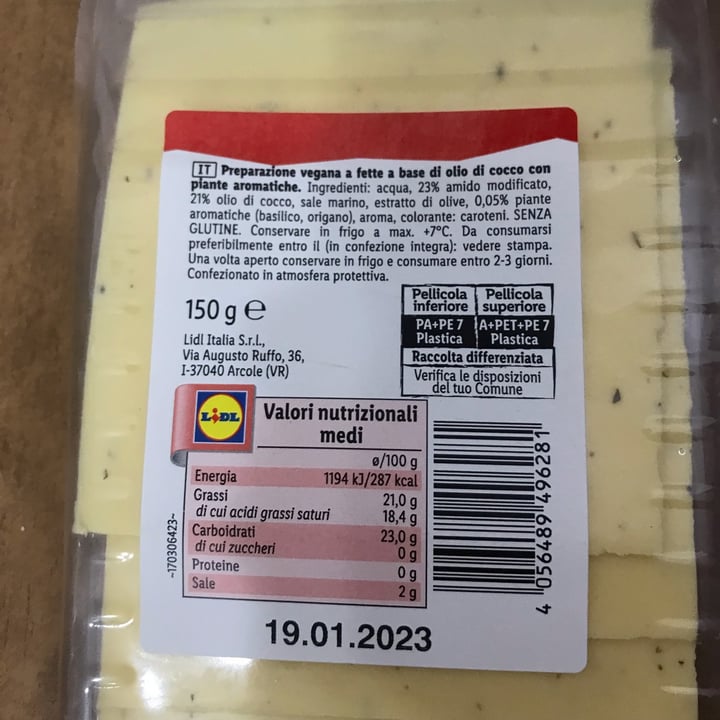 IT Preparazione vegana a fette a base di olio di cocco con
piante aromatiche. Ingredienti: acqua, 23% amido modificato,
21% olio di cocco, sale marino, estratto di olive, 0,05% piante
aromatiche (basilico, origano), aroma, colorante: caroteni. SENZA
GLUTINE. Conservare in frigo a max. +7°C. Da consumarsi
preferibilmente entro il (in confezione integra): vedere stampa.
Una volta aperto conservare in frigo e consumare entro 2-3 giorni.
Confezionato in atmosfera protettiva.
150 g e
Lidl Italia S.r.l.,
Via Augusto Ruffo, 36,
I-37040 Arcole (VR)
Pellicola inferiore
PA+PE 7
Plastica
Pellicola superiore
A+PET+PE 7
Plastica
Raccolta differenziata
Verifica le disposizioni
del tuo Comune
LIDL
Valori nutrizionali
medi
ø/100 g
Energia 1194 kJ/287 kcal
Grassi 21,0 g
di cui acidi grassi saturi 18,4 g
Carboidrati 23,0 g
di cui zuccheri 0 g
Proteine 0 g
Sale 2 g
~170306423~
4 056489 496281
19.01.2023